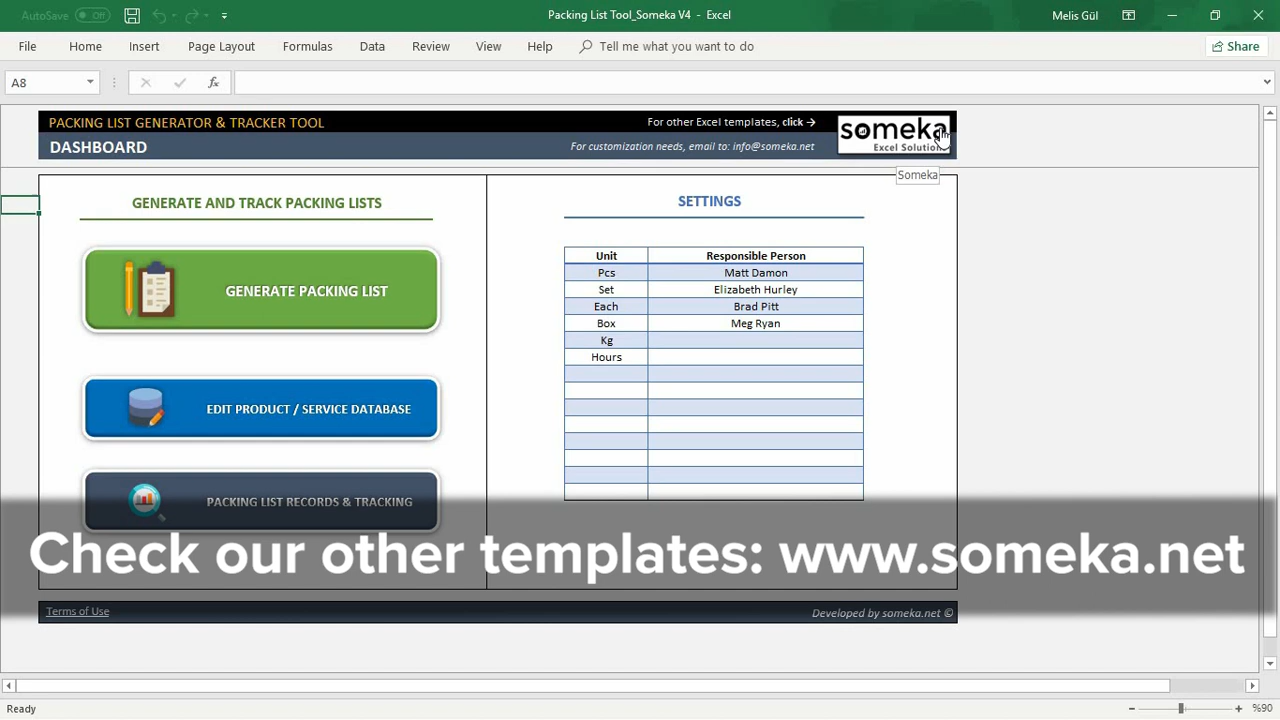 AutoSave Off
Packing List Tool_Someka V4 - Excel
Melis Gül
File Home Insert Page Layout Formulas Data Review View Help Tell me what you want to do Share
A8 fx
PACKING LIST GENERATOR & TRACKER TOOL
For other Excel templates, click →
DASHBOARD
For customization needs, email to: info@someka.net
someka
Excel Solutions
Someka
GENERATE AND TRACK PACKING LISTS
SETTINGS
GENERATE PACKING LIST
EDIT PRODUCT / SERVICE DATABASE
PACKING LIST RECORDS & TRACKING
Unit Responsible Person
Pcs Matt Damon
Set Elizabeth Hurley
Each Brad Pitt
Box Meg Ryan
Kg
Hours
Check our other templates: www.someka.net
Terms of Use
Developed by someka.net ©
Ready
%90